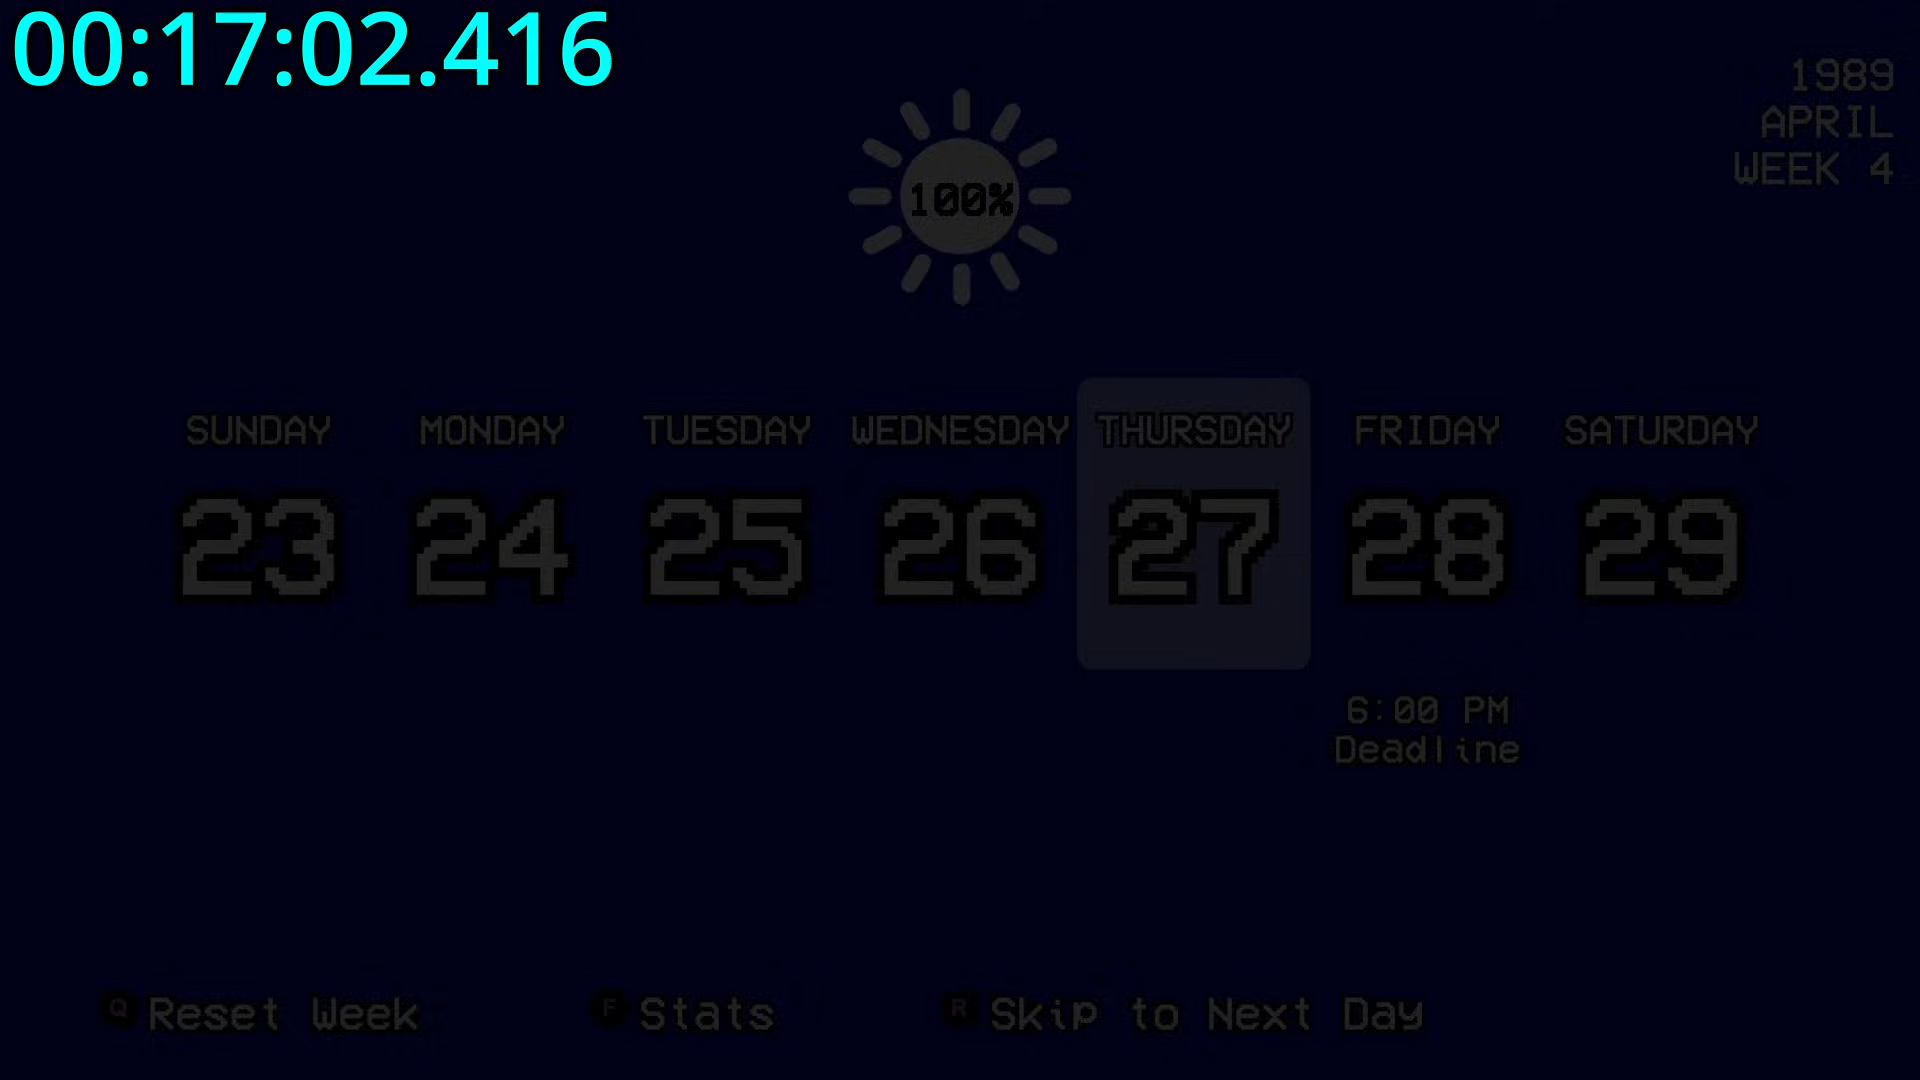 00:17:02.416
1989
APRIL
WEEK 4
100%
SUNDAY MONDAY TUESDAY WEDNESDAY THURSDAY FRIDAY SATURDAY
23 24 25 26 27 28 29
6:00 PM
Deadline
Q Reset Week F Stats R Skip to Next Day